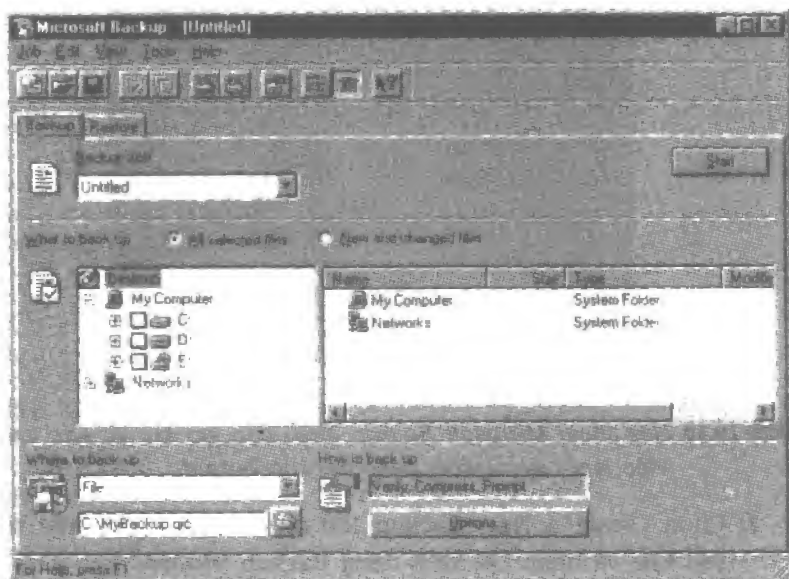 Microsoft Backup - [Untitled]
Job Edit View Tools Help
Backup Restore
Backup Job
Untitled
Start
What to back up
All selected files
New and changed files
Desktop
My Computer
C:
D:
E:
Networks
Name Size Type Modifie
My Computer System Folder
Networks System Folder
Where to back up
File
C:\MyBackup.qic
How to back up
Verify, Compress, Prompt
Options...
For Help, press F1